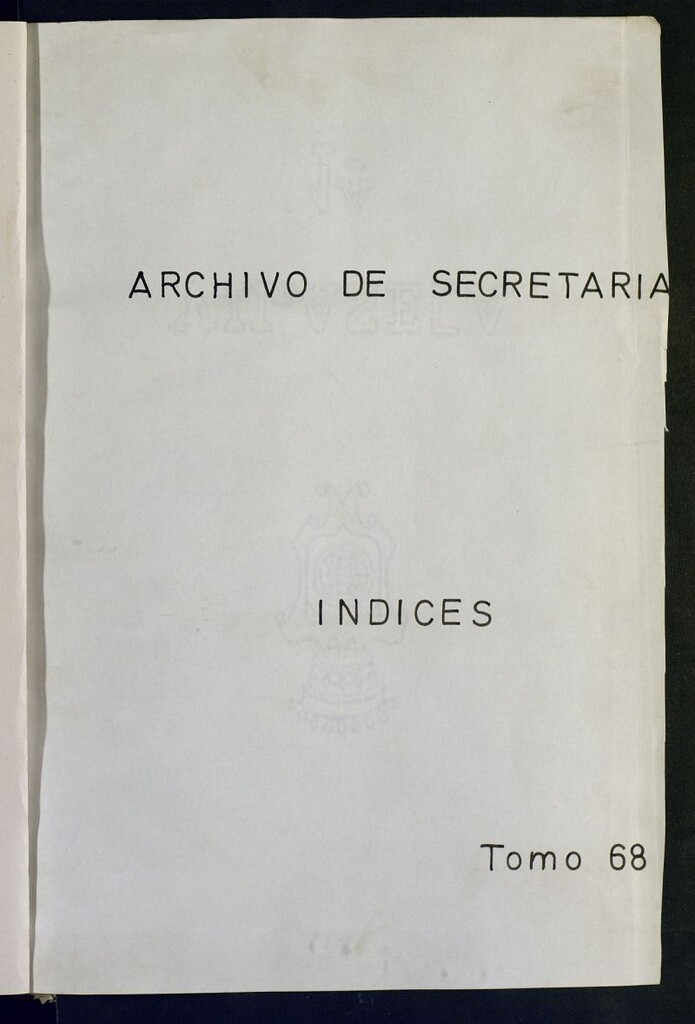 ARCHIVO DE SECRETARIA
INDICES
Tomo 68